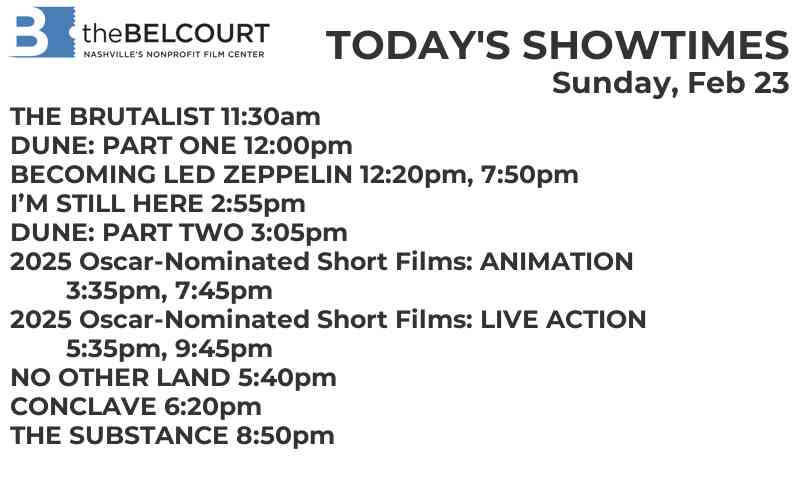 B
theBELCOURT
NASHVILLE'S NONPROFIT FILM CENTER
TODAY'S SHOWTIMES
Sunday, Feb 23
THE BRUTALIST 11:30am
DUNE: PART ONE 12:00pm
BECOMING LED ZEPPELIN 12:20pm, 7:50pm
I’M STILL HERE 2:55pm
DUNE: PART TWO 3:05pm
2025 Oscar-Nominated Short Films: ANIMATION
3:35pm, 7:45pm
2025 Oscar-Nominated Short Films: LIVE ACTION
5:35pm, 9:45pm
NO OTHER LAND 5:40pm
CONCLAVE 6:20pm
THE SUBSTANCE 8:50pm